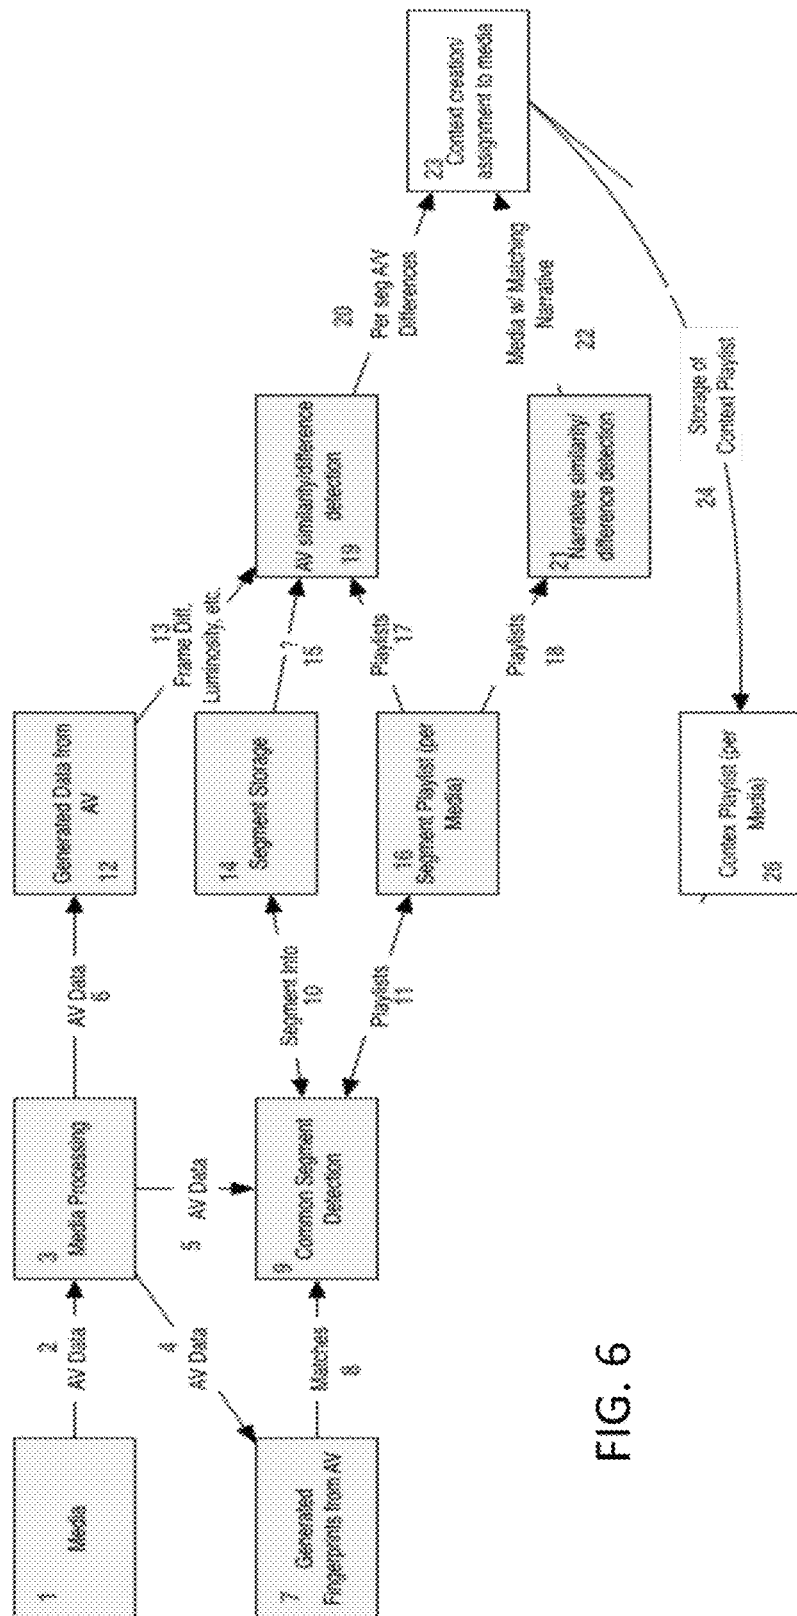 1
Media
2
AV Data
3
Media Processing
4
AV Data
5
AV Data
6
AV Data
7
Generated
Fingerprints from AV
Matches
8
9
Common Segment
Detection
Segment Info
10
Playlists
11
Generated Data from
AV
12
13
Frame Diff,
Luminosity, etc.
14
Segment Storage
?
15
16
Segment Playlist (per
Media)
Playlists
17
Playlists
18
AV similarity/difference
detection
19
20
Per seg A/V
Differences
21
Narrative similarity/
difference detection
Media w/ Matching
Narrative
22
23
Context creation/
assignment to media
Storage of
Context Playlist
24
Contex Playlist (per
Media)
25
FIG. 6